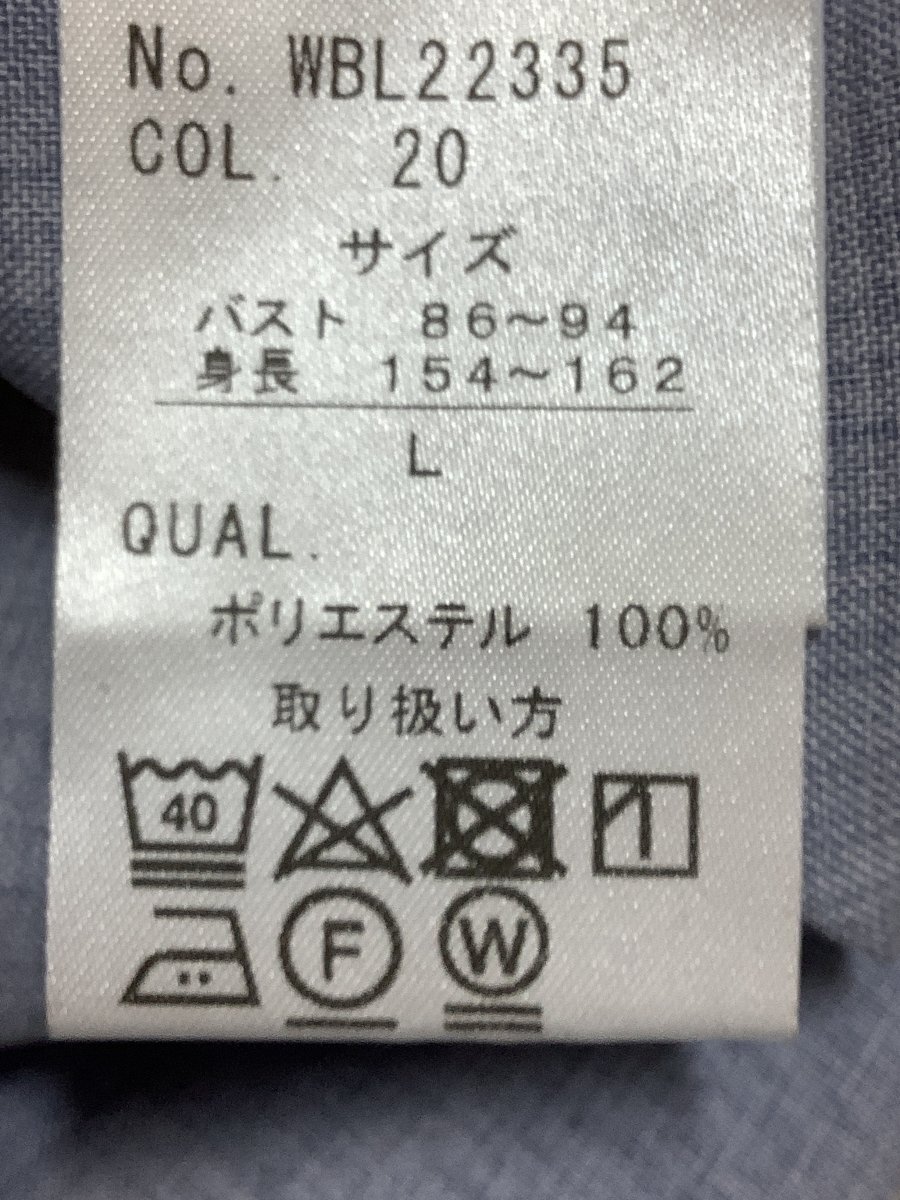 No. WBL22335
COL. 20
サイズ
バスト 86～94
身長 154～162
L
QUAL.
ポリエステル 100%
取り扱い方
40
F W